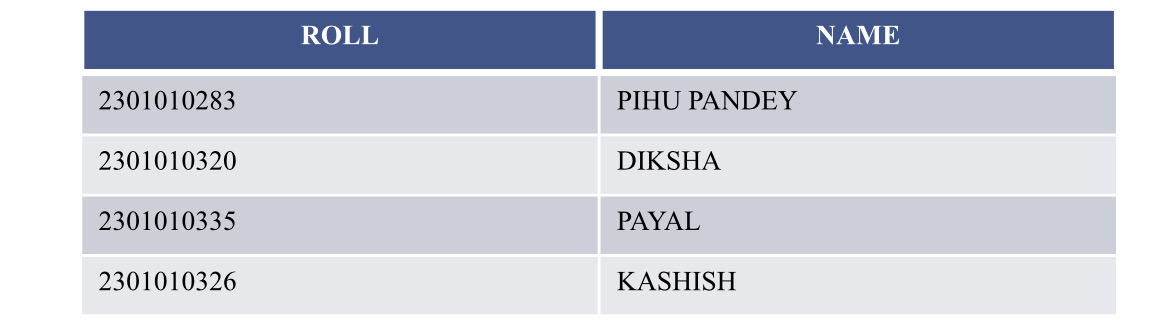 ROLL NAME
2301010283 PIHU PANDEY
2301010320 DIKSHA
2301010335 PAYAL
2301010326 KASHISH